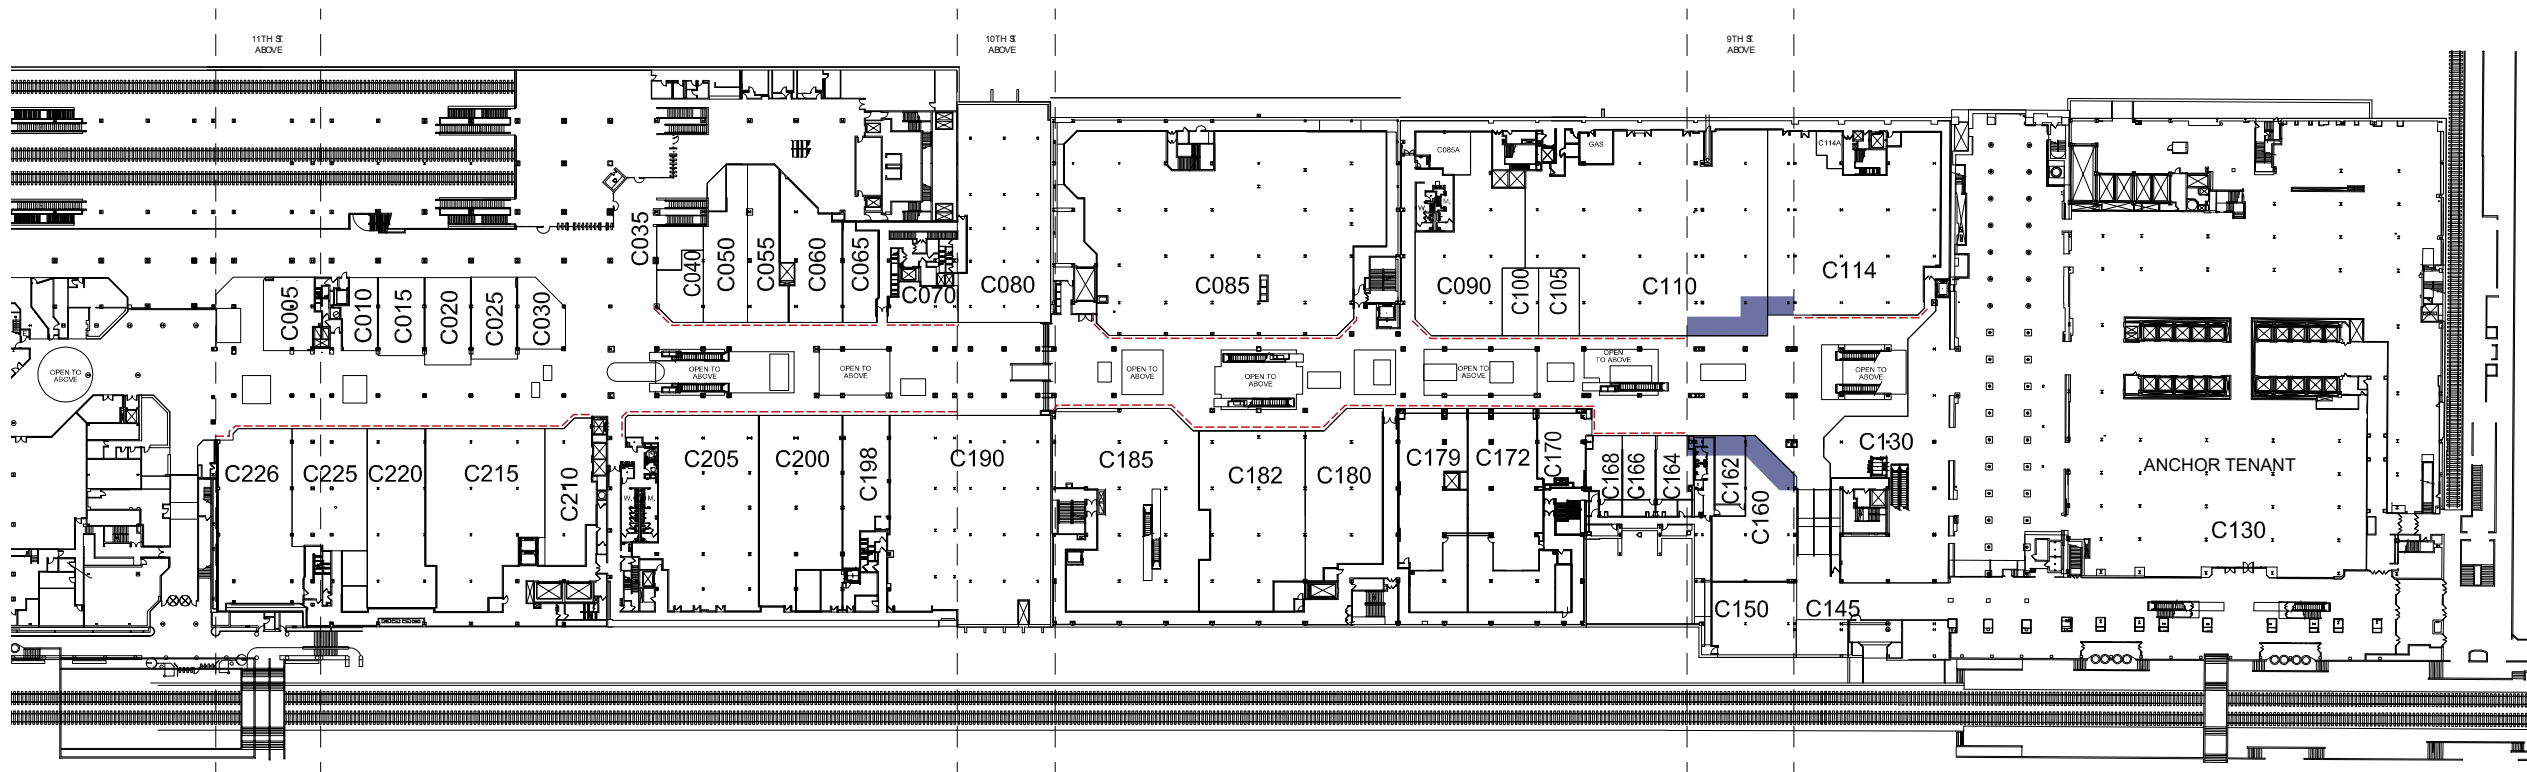 11TH ST.
ABOVE
10TH ST.
ABOVE
9TH ST.
ABOVE
C085A
GAS
C114A
W.
M.
C035
C040
C050
C055
C060
C065
C070
C080
C085
C090
C100
C105
C110
C114
C005
C010
C015
C020
C025
C030
OPEN TO
ABOVE
OPEN TO
ABOVE
OPEN TO
ABOVE
OPEN TO
ABOVE
OPEN TO
ABOVE
OPEN TO
ABOVE
OPEN
TO ABOVE
OPEN TO
ABOVE
C226
C225
C220
C215
C210
W.
M.
C205
C200
C198
C190
C185
C182
C180
C179
C172
C170
C168
C166
C164
C162
C160
C130
ANCHOR TENANT
C130
C150
C145